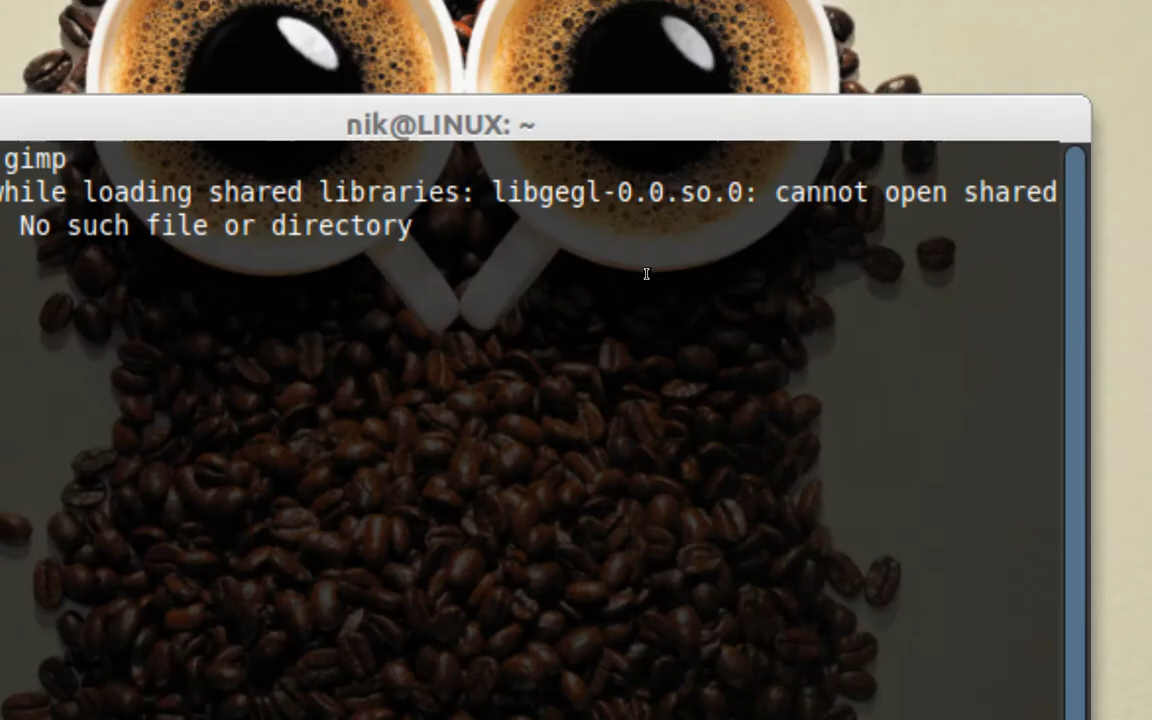 nik@LINUX: ~
gimp
while loading shared libraries: libgegl-0.0.so.0: cannot open shared
No such file or directory